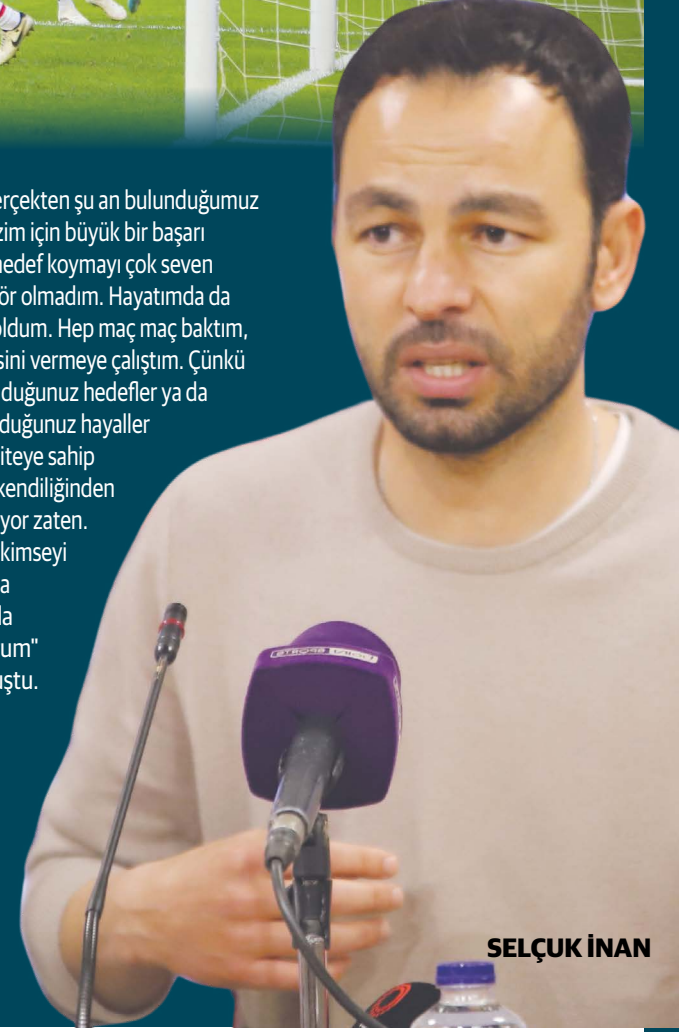 erçekten şu an bulunduğumuz
zim için büyük bir başarı
hedef koymayı çok seven
ör olmadım. Hayatımda da
oldum. Hep maç maç baktım,
sini vermeye çalıştım. Çünkü
duğunuz hedefler ya da
duğunuz hayaller
iteye sahip
kendiliğinden
yor zaten.
kimseyi
a
da
um"
uştu.
SELÇUK İNAN